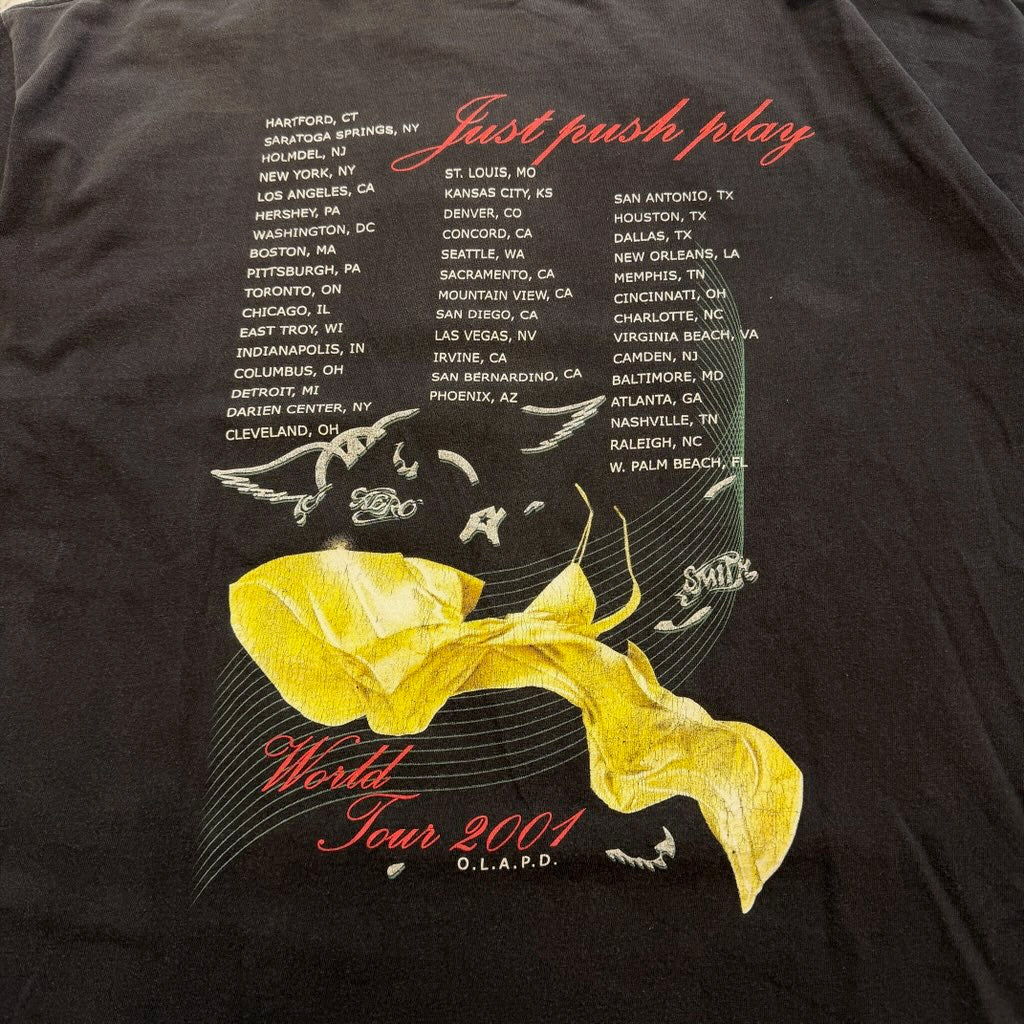 Just push play
HARTFORD, CT
SARATOGA SPRINGS, NY
HOLMDEL, NJ
NEW YORK, NY
LOS ANGELES, CA
HERSHEY, PA
WASHINGTON, DC
BOSTON, MA
PITTSBURGH, PA
TORONTO, ON
CHICAGO, IL
EAST TROY, WI
INDIANAPOLIS, IN
COLUMBUS, OH
DETROIT, MI
DARIEN CENTER, NY
CLEVELAND, OH
ST. LOUIS, MO
KANSAS CITY, KS
DENVER, CO
CONCORD, CA
SEATTLE, WA
SACRAMENTO, CA
MOUNTAIN VIEW, CA
SAN DIEGO, CA
LAS VEGAS, NV
IRVINE, CA
SAN BERNARDINO, CA
PHOENIX, AZ
SAN ANTONIO, TX
HOUSTON, TX
DALLAS, TX
NEW ORLEANS, LA
MEMPHIS, TN
CINCINNATI, OH
CHARLOTTE, NC
VIRGINIA BEACH, VA
CAMDEN, NJ
BALTIMORE, MD
ATLANTA, GA
NASHVILLE, TN
RALEIGH, NC
W. PALM BEACH, FL
AERO
A
SMITH
World
Tour 2001
O.L.A.P.D.